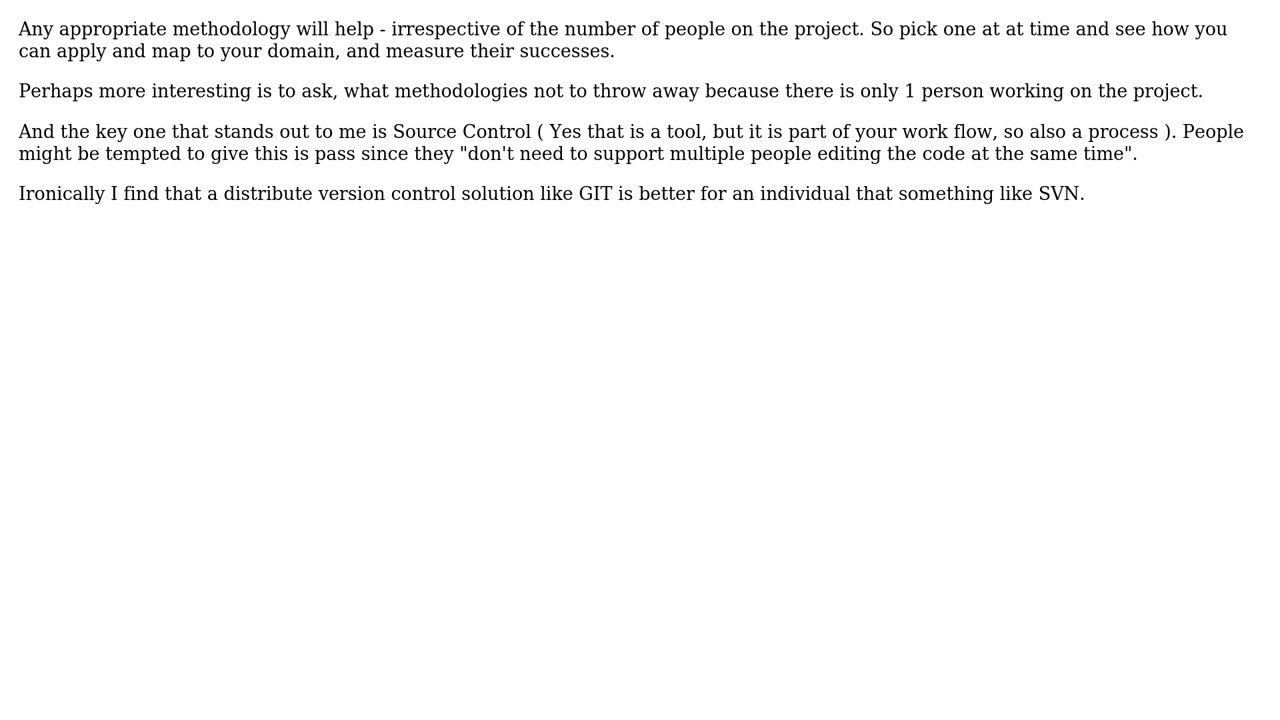 Any appropriate methodology will help - irrespective of the number of people on the project. So pick one at at time and see how you
can apply and map to your domain, and measure their successes.
Perhaps more interesting is to ask, what methodologies not to throw away because there is only 1 person working on the project.
And the key one that stands out to me is Source Control ( Yes that is a tool, but it is part of your work flow, so also a process ). People
might be tempted to give this is pass since they "don't need to support multiple people editing the code at the same time".
Ironically I find that a distribute version control solution like GIT is better for an individual that something like SVN.